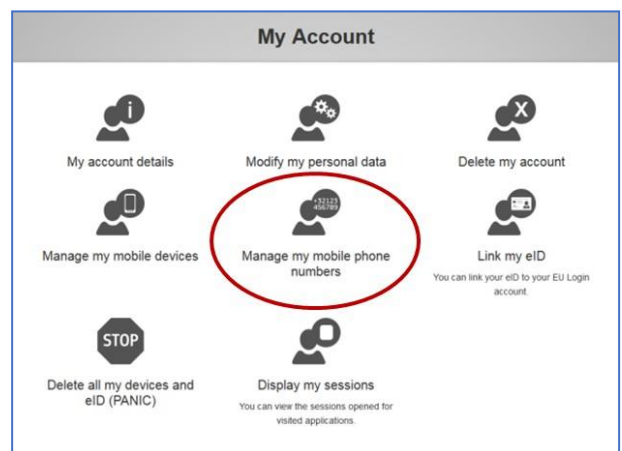 My Account
i
X
My account details
Modify my personal data
Delete my account
+32123
456789
Manage my mobile devices
Manage my mobile phone
numbers
Link my eID
You can link your eID to your EU Login
account.
STOP
Delete all my devices and
eID (PANIC)
Display my sessions
You can view the sessions opened for
visited applications.